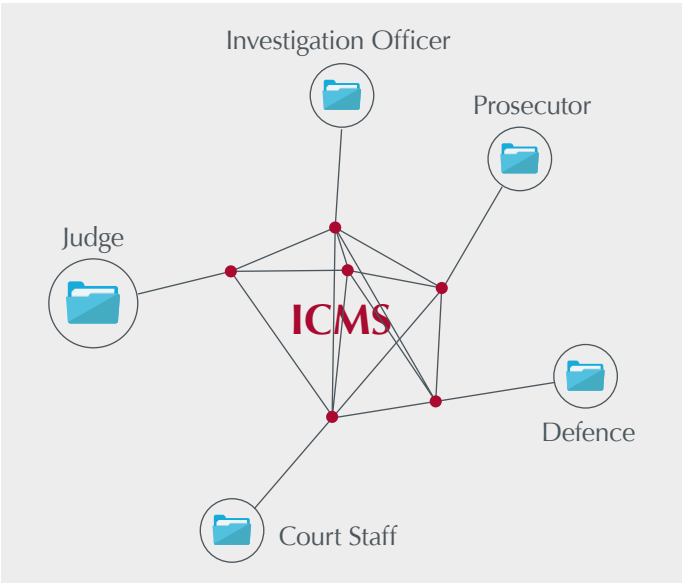 Investigation Officer
Prosecutor
Judge
ICMS
Defence
Court Staff